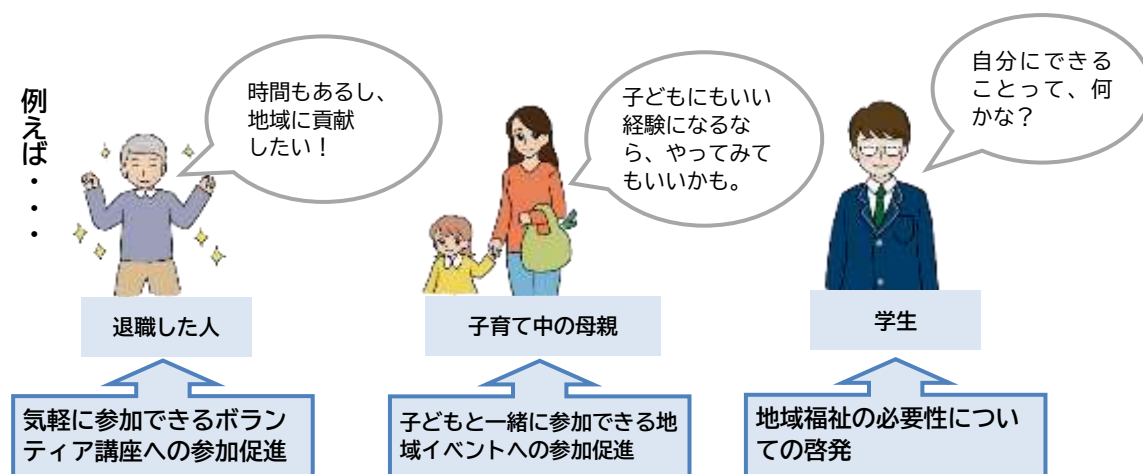 例えば・・・
時間もあるし、
地域に貢献
したい！
子どもにもいい
経験になるな
ら、やってみて
もいいかも。
自分にできる
ことって、何
かな？
退職した人
子育て中の母親
学生
気軽に参加できるボラン
ティア講座への参加促進
子どもと一緒に参加できる地
域イベントへの参加促進
地域福祉の必要性につい
ての啓発